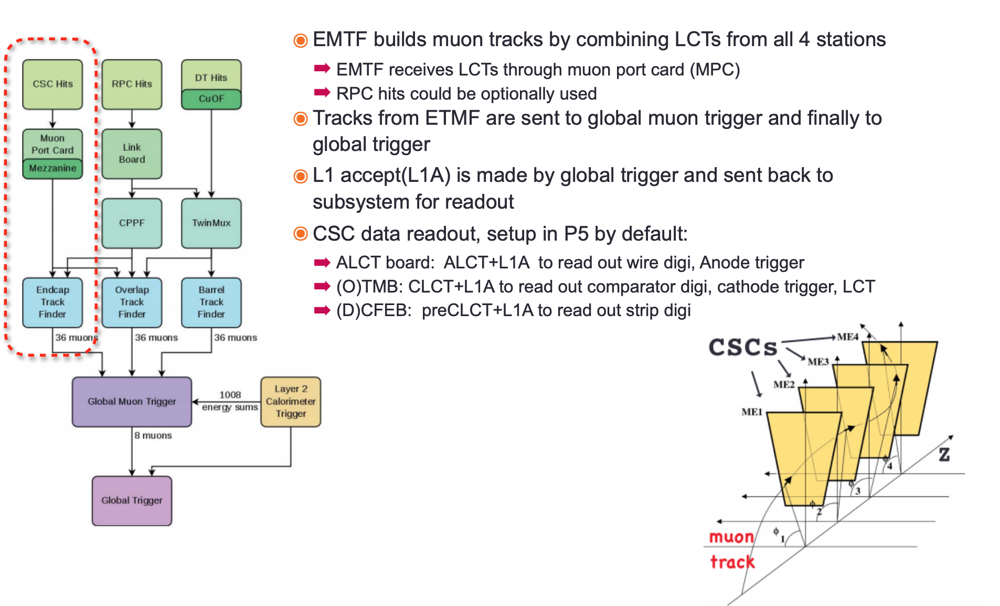 EMTF builds muon tracks by combining LCTs from all 4 stations
EMTF receives LCTs through muon port card (MPC)
RPC hits could be optionally used
Tracks from ETMF are sent to global muon trigger and finally to
global trigger
L1 accept(L1A) is made by global trigger and sent back to
subsystem for readout
CSC data readout, setup in P5 by default:
ALCT board: ALCT+L1A to read out wire digi, Anode trigger
(O)TMB: CLCT+L1A to read out comparator digi, cathode trigger, LCT
(D)CFEB: preCLCT+L1A to read out strip digi
CSC Hits
RPC Hits
DT Hits
CuOF
Muon
Port Card
Mezzanine
Link
Board
CPPF
TwinMux
Endcap
Track
Finder
Overlap
Track
Finder
Barrel
Track
Finder
36 muons
36 muons
36 muons
Global Muon Trigger
1008
energy sums
Layer 2
Calorimeter
Trigger
8 muons
Global Trigger
CSCs
ME4
ME3
ME2
ME1
Z
ϕ 4
ϕ 3
ϕ 2
ϕ 1
muon
track